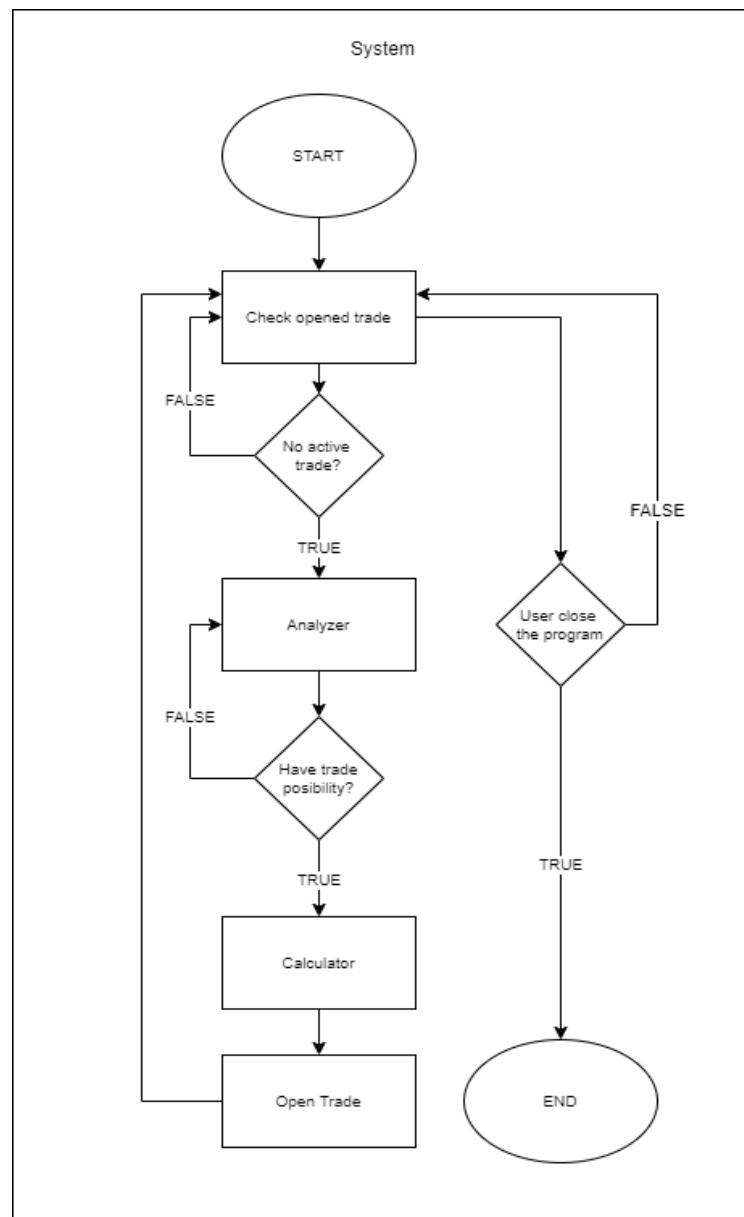 System
START
Check opened trade
FALSE
No active
trade?
FALSE
TRUE
Analyzer
User close
the program
FALSE
Have trade
posibility?
TRUE
TRUE
Calculator
Open Trade
END